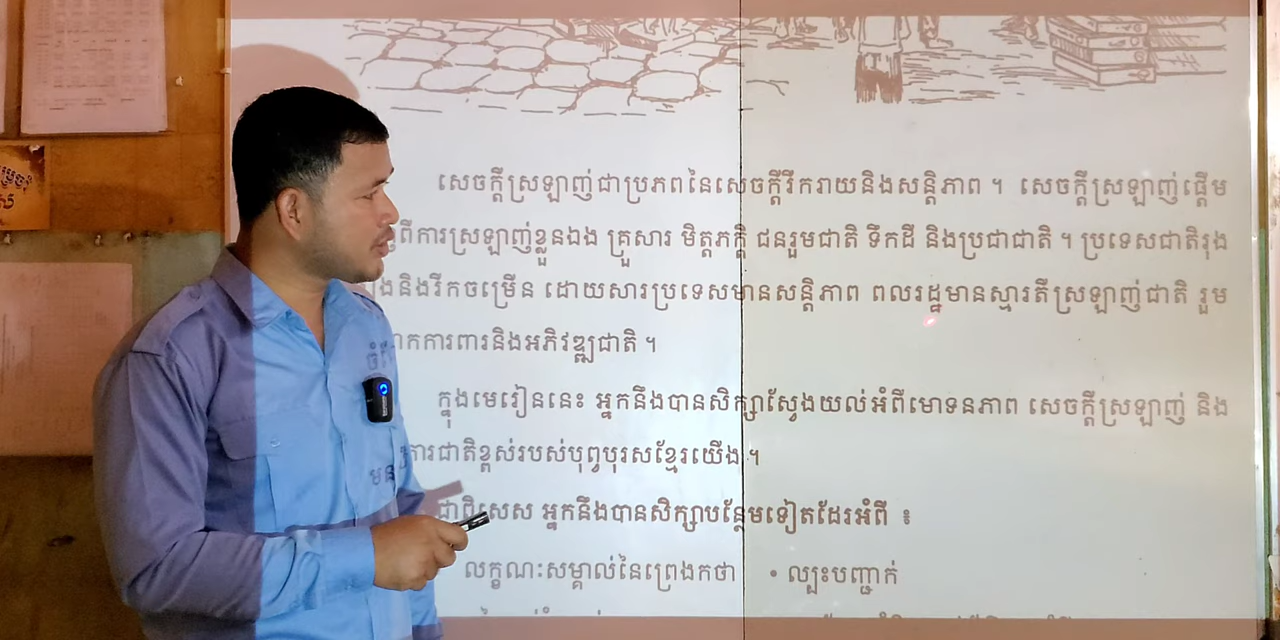 សេចក្តីស្រឡាញ់ជាប្រភពនៃសេចក្តីរីករាយនិងសន្តិភាព ។ សេចក្តីស្រឡាញ់ផ្តើម
ពីការស្រឡាញ់ខ្លួនឯង គ្រួសារ មិត្តភក្តិ ជនរួមជាតិ ទឹកដី និងប្រជាជាតិ ។ ប្រទេសជាតិរុង
និងរីកចម្រើន ដោយសារប្រទេសមានសន្តិភាព ពលរដ្ឋមានស្មារតីស្រឡាញ់ជាតិ រួម
ការពារនិងអភិវឌ្ឍជាតិ ។
ក្នុងមេរៀននេះ អ្នកនឹងបានសិក្សាស្វែងយល់អំពីមោទនភាព សេចក្តីស្រឡាញ់ និង
ជាតិខ្ពស់របស់បុព្វបុរសខ្មែរយើង ។
ជាពិសេស អ្នកនឹងបានសិក្សាបន្ថែមទៀតដែរអំពី ៖
លក្ខណៈសម្គាល់នៃព្រេងកថា • ល្បះបញ្ជាក់